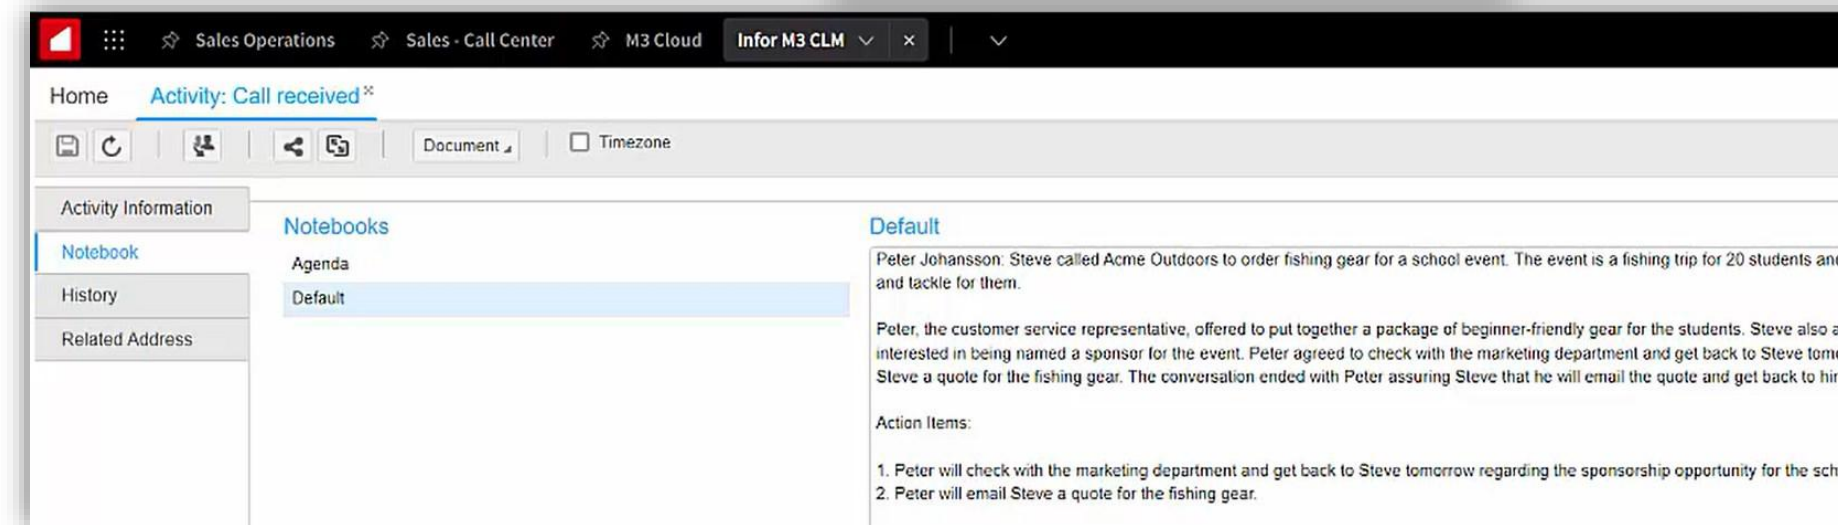 Sales Operations Sales - Call Center M3 Cloud Infor M3 CLM
Home Activity: Call received
Document Timezone
Activity Information
Notebook
History
Related Address
Notebooks
Agenda
Default
Default
Peter Johansson: Steve called Acme Outdoors to order fishing gear for a school event. The event is a fishing trip for 20 students
and tackle for them.
Peter, the customer service representative, offered to put together a package of beginner-friendly gear for the students. Steve also
interested in being named a sponsor for the event. Peter agreed to check with the marketing department and get back to Steve
Steve a quote for the fishing gear. The conversation ended with Peter assuring Steve that he will email the quote and get back to
Action Items:
1. Peter will check with the marketing department and get back to Steve tomorrow regarding the sponsorship opportunity for the
2. Peter will email Steve a quote for the fishing gear.